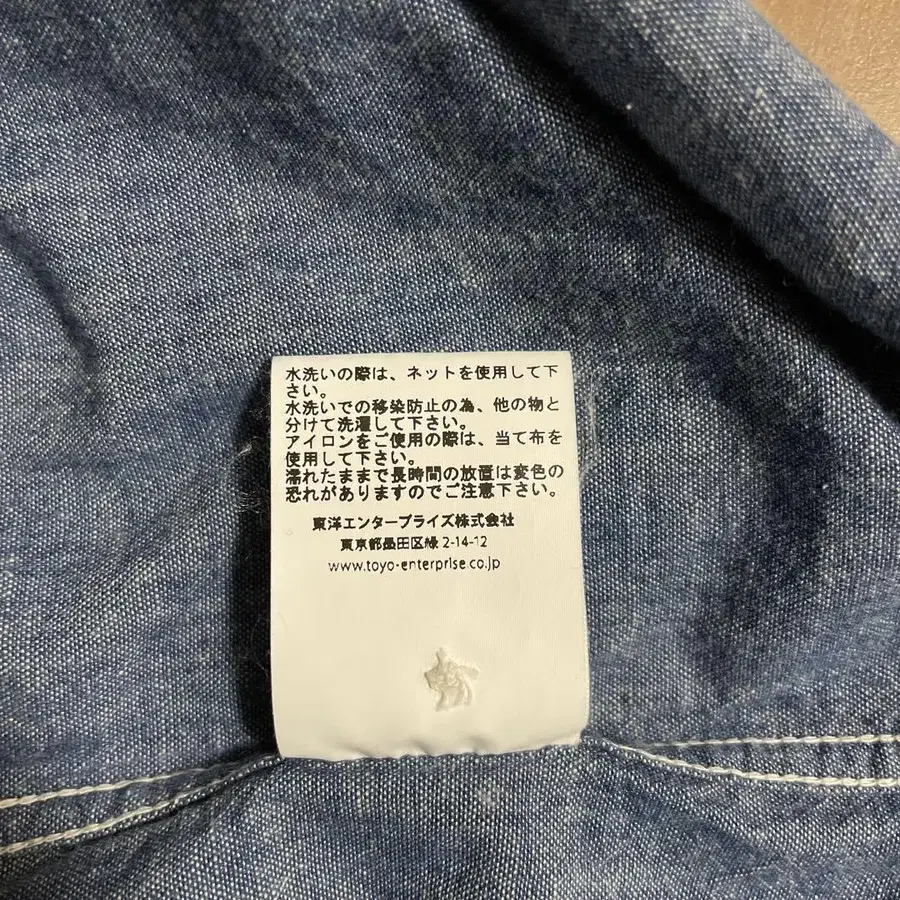 水洗いの際は、ネットを使用して下
さい。
水洗いでの移染防止の為、他の物と
分けて洗濯して下さい。
アイロンをご使用の際は、当て布を
使用して下さい。
濡れたままで長時間の放置は変色の
恐れがありますのでご注意下さい。
東洋エンタープライズ株式会社
東京都墨田区緑 2-14-12
www.toyo-enterprise.co.jp